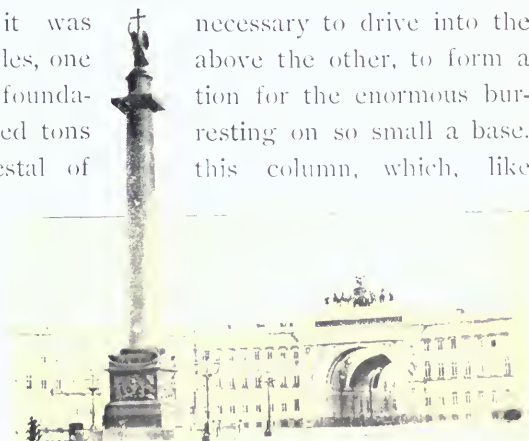 it was necessary to drive into the
les, one above the other, to form a
founda- tion for the enormous bur-
ed tons resting on so small a base.
estal of this column, which, like